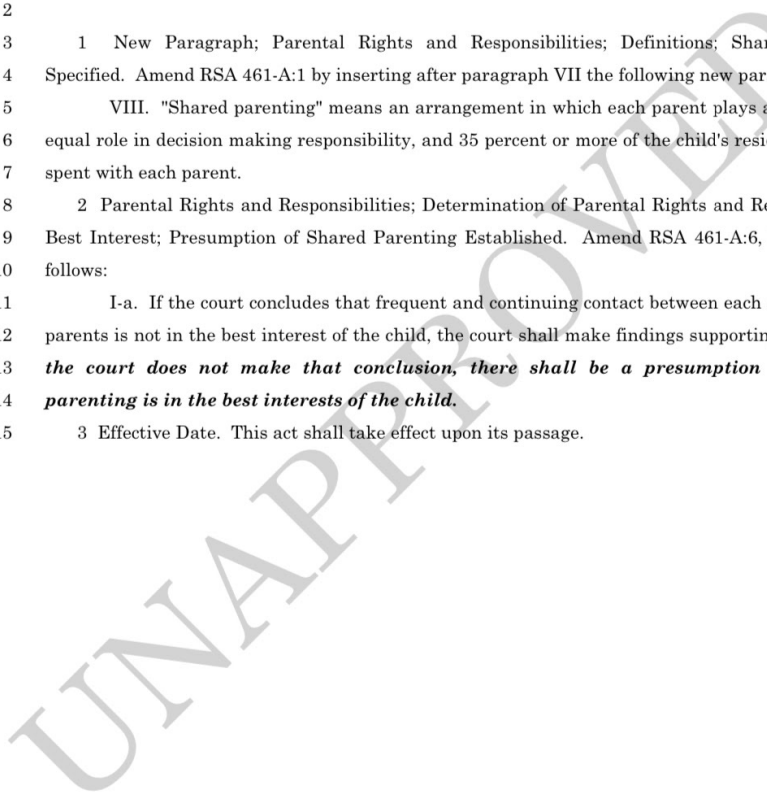 2
3 1 New Paragraph; Parental Rights and Responsibilities; Definitions; Shar
4 Specified. Amend RSA 461-A:1 by inserting after paragraph VII the following new par
5 VIII. "Shared parenting" means an arrangement in which each parent plays a
6 equal role in decision making responsibility, and 35 percent or more of the child's resi
7 spent with each parent.
8 2 Parental Rights and Responsibilities; Determination of Parental Rights and Re
9 Best Interest; Presumption of Shared Parenting Established. Amend RSA 461-A:6,
0 follows:
1 I-a. If the court concludes that frequent and continuing contact between each
2 parents is not in the best interest of the child, the court shall make findings supportin
3 the court does not make that conclusion, there shall be a presumption
4 parenting is in the best interests of the child.
5 3 Effective Date. This act shall take effect upon its passage.
UNAPPROVED